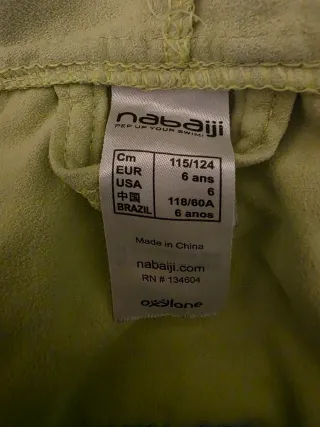 nabaiji
PEP UP YOUR SWIM!
Cm 115/124
EUR 6 ans
USA 6
中国 118/60A
BRAZIL 6 anos
Made in China
nabaiji.com
RN # 134604
oxylane